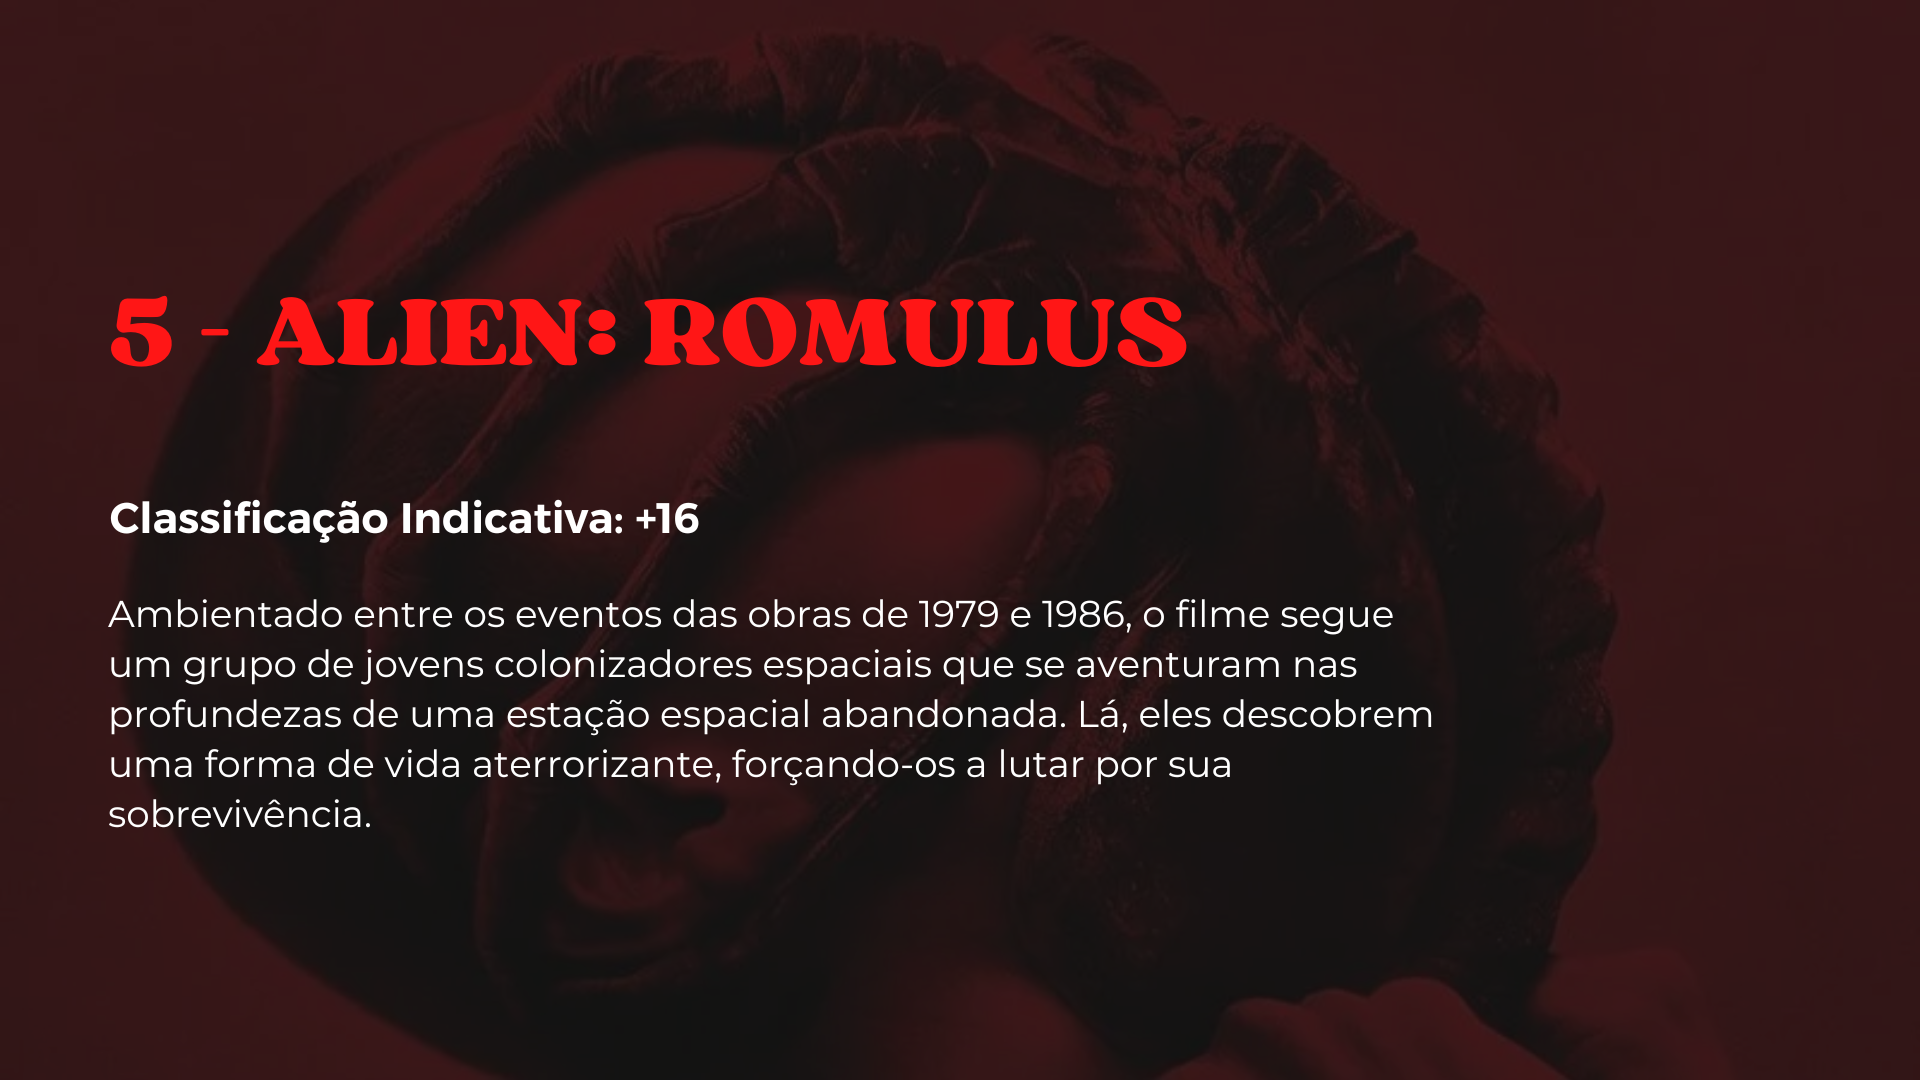 5 - ALIEN: ROMULUS
Classificação Indicativa: +16
Ambientado entre os eventos das obras de 1979 e 1986, o filme segue
um grupo de jovens colonizadores espaciais que se aventuram nas
profundezas de uma estação espacial abandonada. Lá, eles descobrem
uma forma de vida aterrorizante, forçando-os a lutar por sua
sobrevivência.